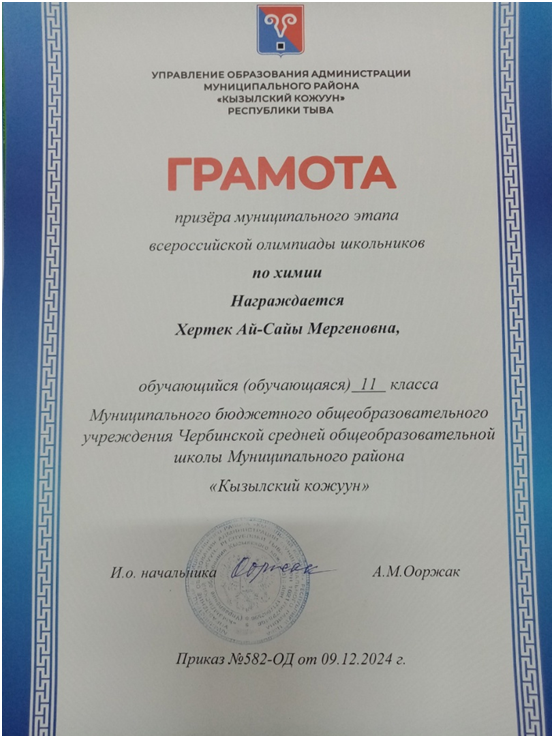 УПРАВЛЕНИЕ ОБРАЗОВАНИЯ АДМИНИСТРАЦИИ
МУНИЦИПАЛЬНОГО РАЙОНА
«КЫЗЫЛСКИЙ КОЖУУН»
РЕСПУБЛИКИ ТЫВА
ГРАМОТА
призёра муниципального этапа
всероссийской олимпиады школьников
по химии
Награждается
Хертек Ай-Сайы Мергеновна,
обучающийся (обучающаяся) 11 класса
Муниципального бюджетного общеобразовательного
учреждения Чербинской средней общеобразовательной
школы Муниципального района
«Кызылский кожуун»
И.о. начальника Ооржак А.М.Ооржак
Приказ №582-ОД от 09.12.2024 г.